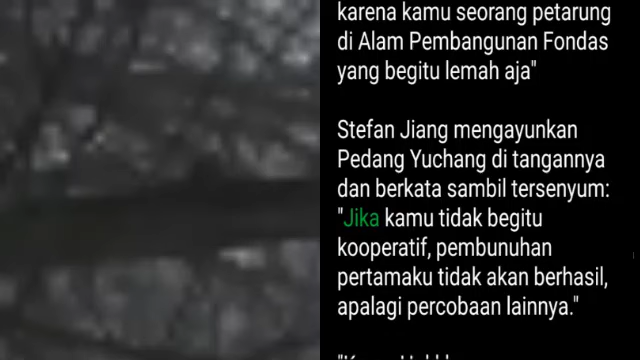 karena kamu seorang petarung
di Alam Pembangunan Fondas
yang begitu lemah aja"
Stefan Jiang mengayunkan
Pedang Yuchang di tangannya
dan berkata sambil tersenyum:
"Jika kamu tidak begitu
kooperatif, pembunuhan
pertamaku tidak akan berhasil,
apalagi percobaan lainnya."